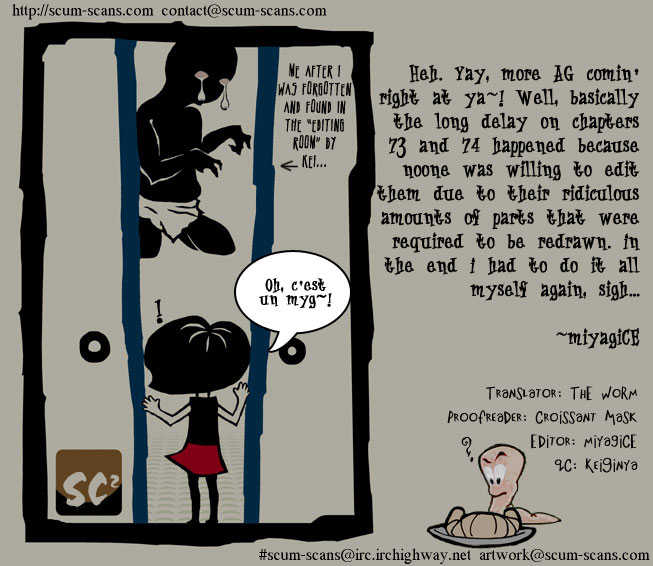 http://scum-scans.com contact@scum-scans.com
ME AFTER I
WAS FORGOTTEN
AND FOUND IN
THE "EDITING
ROOM" BY
KEI...
Heh. Yay, more AG comin'
right at ya~! Well, basically
the long delay on chapters
73 and 74 happened because
noone was willing to edit
them due to their ridiculous
amounts of parts that were
required to be redrawn. in
the end i had to do it all
myself again, sigh...
~miyagiCE
Oh, c'est
un myg~!
!
Translator: The Worm
Proofreader: Croissant Mask
Editor: miyagiCE
QC: Keiginya
?
SC2
#scum-scans@irc.irchighway.net artwork@scum-scans.com